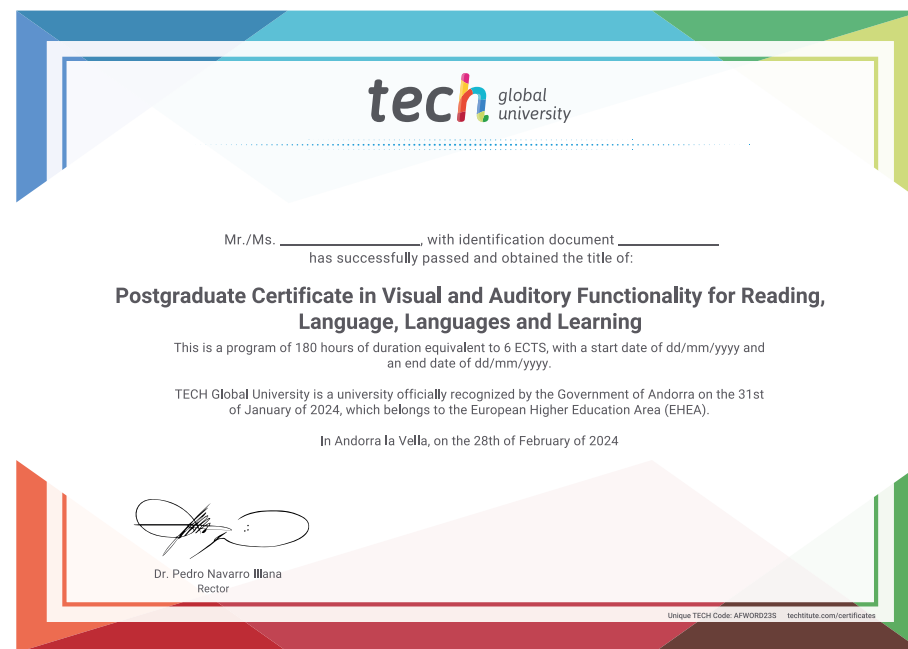 tech global university
Mr./Ms. ____________, with identification document ____________
has successfully passed and obtained the title of:
Postgraduate Certificate in Visual and Auditory Functionality for Reading,
Language, Languages and Learning
This is a program of 180 hours of duration equivalent to 6 ECTS, with a start date of dd/mm/yyyy and
an end date of dd/mm/yyyy.
TECH Global University is a university officially recognized by the Government of Andorra on the 31st
of January of 2024, which belongs to the European Higher Education Area (EHEA).
In Andorra la Vella, on the 28th of February of 2024
Dr. Pedro Navarro Illana
Rector
Unique TECH Code: AFWORD23S techtitute.com/certificates